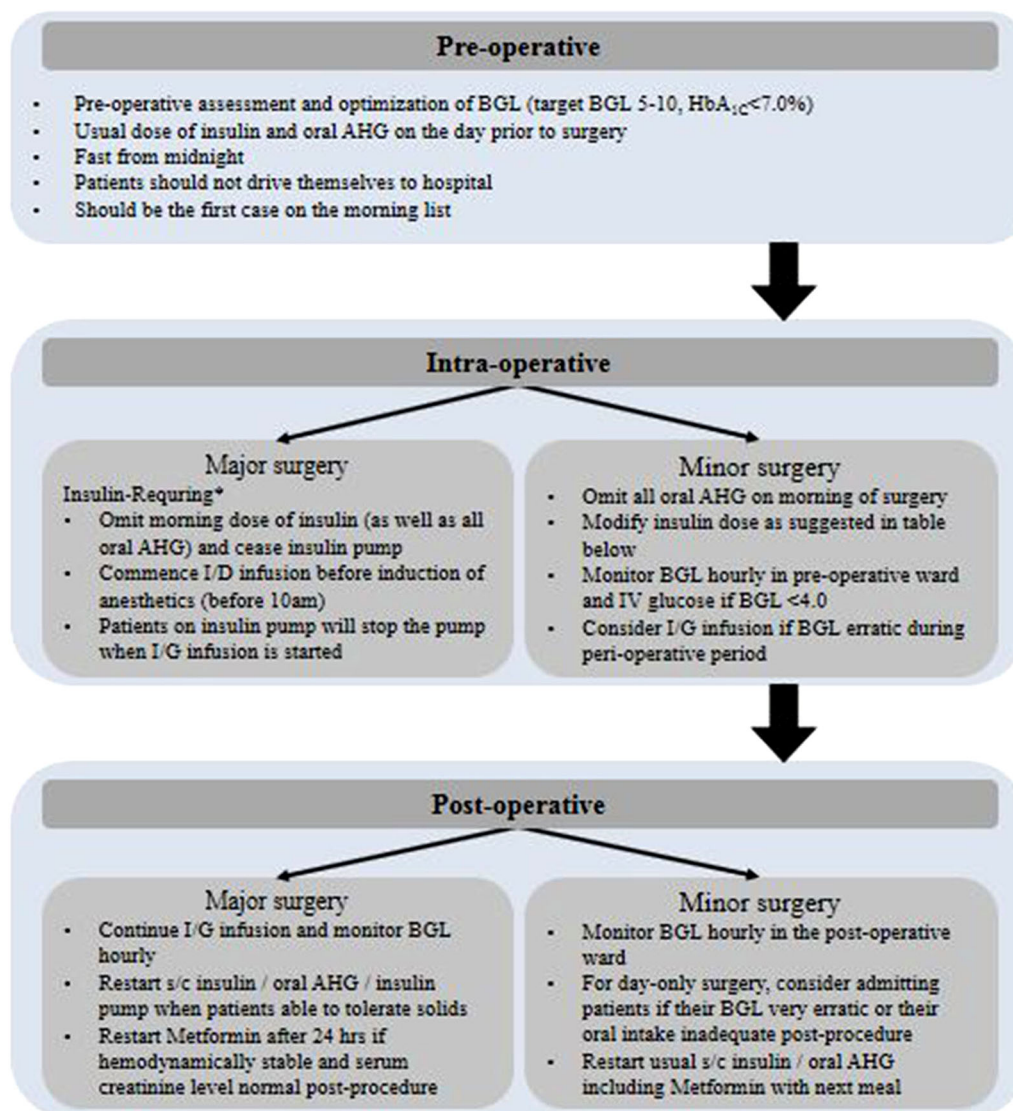 Pre-operative
• Pre-operative assessment and optimization of BGL (target BGL 5-10, HbA1C<7.0%)
• Usual dose of insulin and oral AHG on the day prior to surgery
• Fast from midnight
• Patients should not drive themselves to hospital
• Should be the first case on the morning list
Intra-operative
Major surgery
Insulin-Requring*
• Omit morning dose of insulin (as well as all
oral AHG) and cease insulin pump
• Commence I/D infusion before induction of
anesthetics (before 10am)
• Patients on insulin pump will stop the pump
when I/G infusion is started
Minor surgery
• Omit all oral AHG on morning of surgery
• Modify insulin dose as suggested in table
below
• Monitor BGL hourly in pre-operative ward
and IV glucose if BGL <4.0
• Consider I/G infusion if BGL erratic during
peri-operative period
Post-operative
Major surgery
• Continue I/G infusion and monitor BGL
hourly
• Restart s/c insulin / oral AHG / insulin
pump when patients able to tolerate solids
• Restart Metformin after 24 hrs if
hemodynamically stable and serum
creatinine level normal post-procedure
Minor surgery
• Monitor BGL hourly in the post-operative
ward
• For day-only surgery, consider admitting
patients if their BGL very erratic or their
oral intake inadequate post-procedure
• Restart usual s/c insulin / oral AHG
including Metformin with next meal